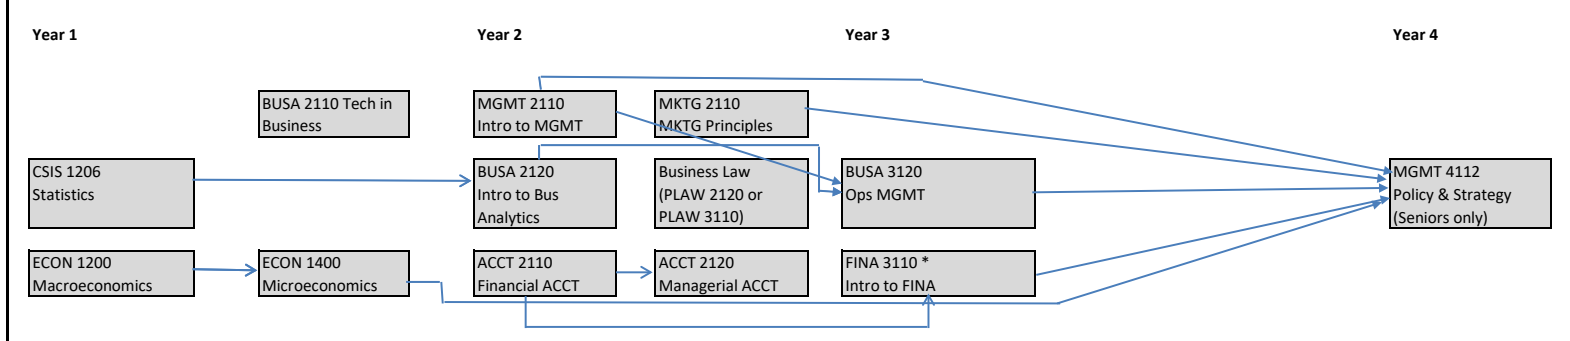 Year 1
Year 2
Year 3
Year 4
BUSA 2110 Tech in
Business
MGMT 2110
Intro to MGMT
MKTG 2110
MKTG Principles
CSIS 1206
Statistics
BUSA 2120
Intro to Bus
Analytics
Business Law
(PLAW 2120 or
PLAW 3110)
BUSA 3120
Ops MGMT
MGMT 4112
Policy & Strategy
(Seniors only)
ECON 1200
Macroeconomics
ECON 1400
Microeconomics
ACCT 2110
Financial ACCT
ACCT 2120
Managerial ACCT
FINA 3110 *
Intro to FINA